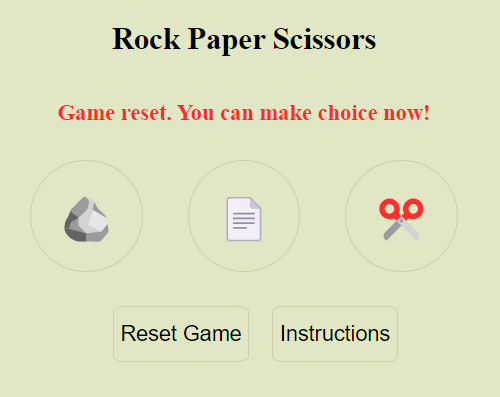 Rock Paper Scissors
Game reset. You can make choice now!
Reset Game
Instructions